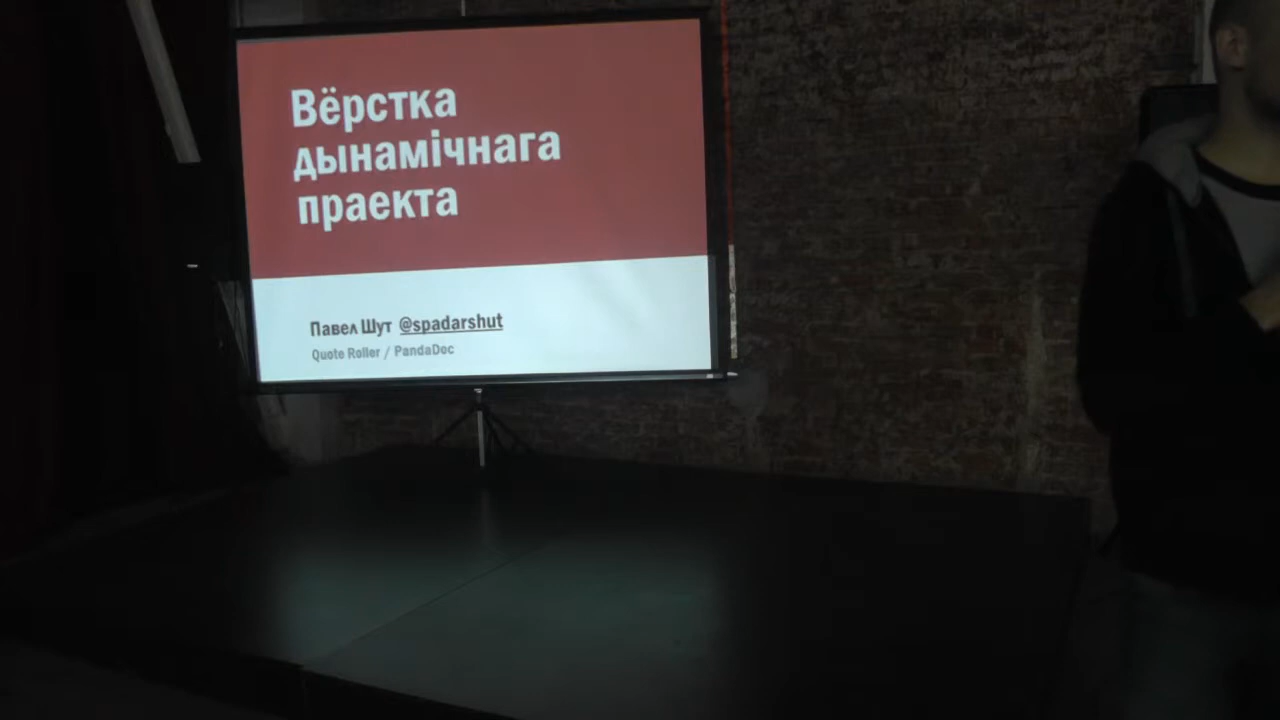 Вёрстка
дынамічнага
праекта
Павел Шут @spadarshut
Quote Roller / PandaDoc